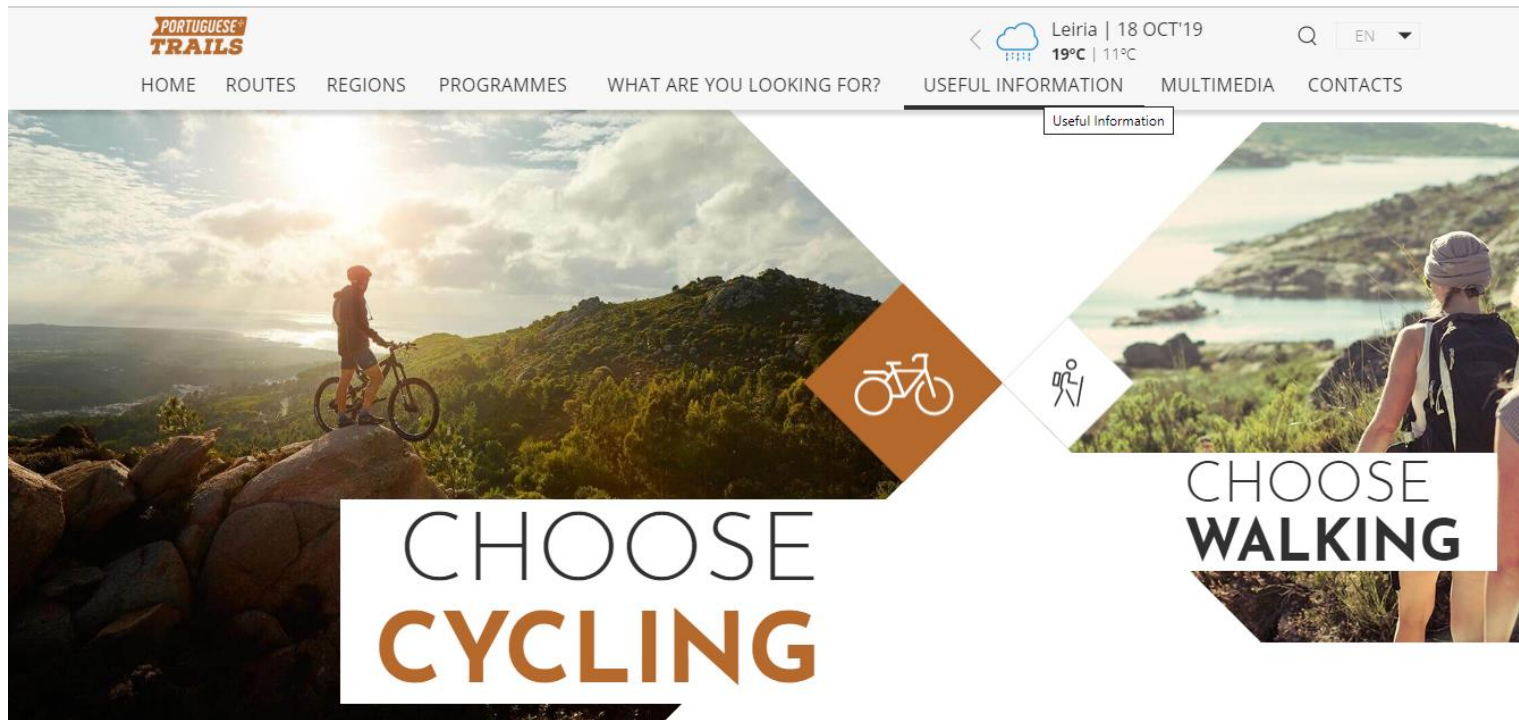 PORTUGUESE
TRAILS
Leiria | 18 OCT'19
19ºC | 11ºC
EN
HOME ROUTES REGIONS PROGRAMMES WHAT ARE YOU LOOKING FOR? USEFUL INFORMATION MULTIMEDIA CONTACTS
Useful Information
CHOOSE
CYCLING
CHOOSE
WALKING